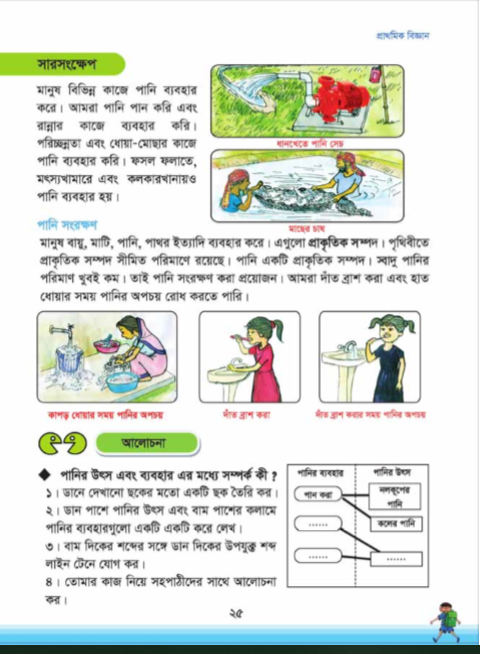 প্রাথমিক বিজ্ঞান
সারসংক্ষেপ
মানুষ বিভিন্ন কাজে পানি ব্যবহার
করে। আমরা পানি পান করি এবং
রান্নার কাজে ব্যবহার করি।
পরিচ্ছন্নতা এবং ধোয়া-মোছার কাজে
পানি ব্যবহার করি। ফসল ফলাতে,
মৎস্যখামারে এবং কলকারখানায়ও
পানি ব্যবহার হয়।
ধানখেতে পানি সেচ
মাছের চাষ
পানি সংরক্ষণ
মানুষ বায়ু, মাটি, পানি, পাথর ইত্যাদি ব্যবহার করে। এগুলো প্রাকৃতিক সম্পদ। পৃথিবীতে
প্রাকৃতিক সম্পদ সীমিত পরিমাণে রয়েছে। পানি একটি প্রাকৃতিক সম্পদ। স্বাদু পানির
পরিমাণ খুবই কম। তাই পানি সংরক্ষণ করা প্রয়োজন। আমরা দাঁত ব্রাশ করা এবং হাত
ধোয়ার সময় পানির অপচয় রোধ করতে পারি।
কাপড় ধোয়ার সময় পানির অপচয়
দাঁত ব্রাশ করা
দাঁত ব্রাশ করার সময় পানির অপচয়
আলোচনা
◆ পানির উৎস এবং ব্যবহার এর মধ্যে সম্পর্ক কী ?
১। ডানে দেখানো ছকের মতো একটি ছক তৈরি কর।
২। ডান পাশে পানির উৎস এবং বাম পাশের কলামে
পানির ব্যবহারগুলো একটি একটি করে লেখ।
৩। বাম দিকের শব্দের সঙ্গে ডান দিকের উপযুক্ত শব্দ
লাইন টেনে যোগ কর।
৪। তোমার কাজ নিয়ে সহপাঠীদের সাথে আলোচনা
কর।
পানির ব্যবহার
পানির উৎস
পান করা
নলকূপের
পানি
কলের পানি
......
......
......
২৫